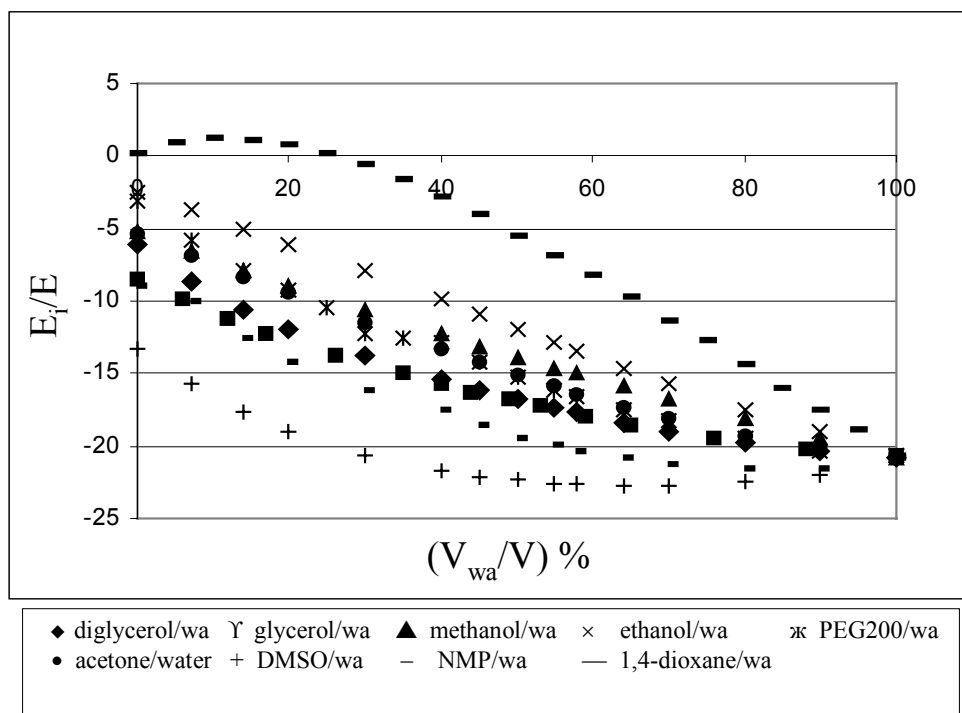 5
0
0 20 40 60 80 100
-5
-10
-15
-20
-25
E_i/E
(V_wa/V) %
◆ diglycerol/wa ϒ glycerol/wa ▲ methanol/wa × ethanol/wa ж PEG200/wa
● acetone/water + DMSO/wa – NMP/wa — 1,4-dioxane/wa